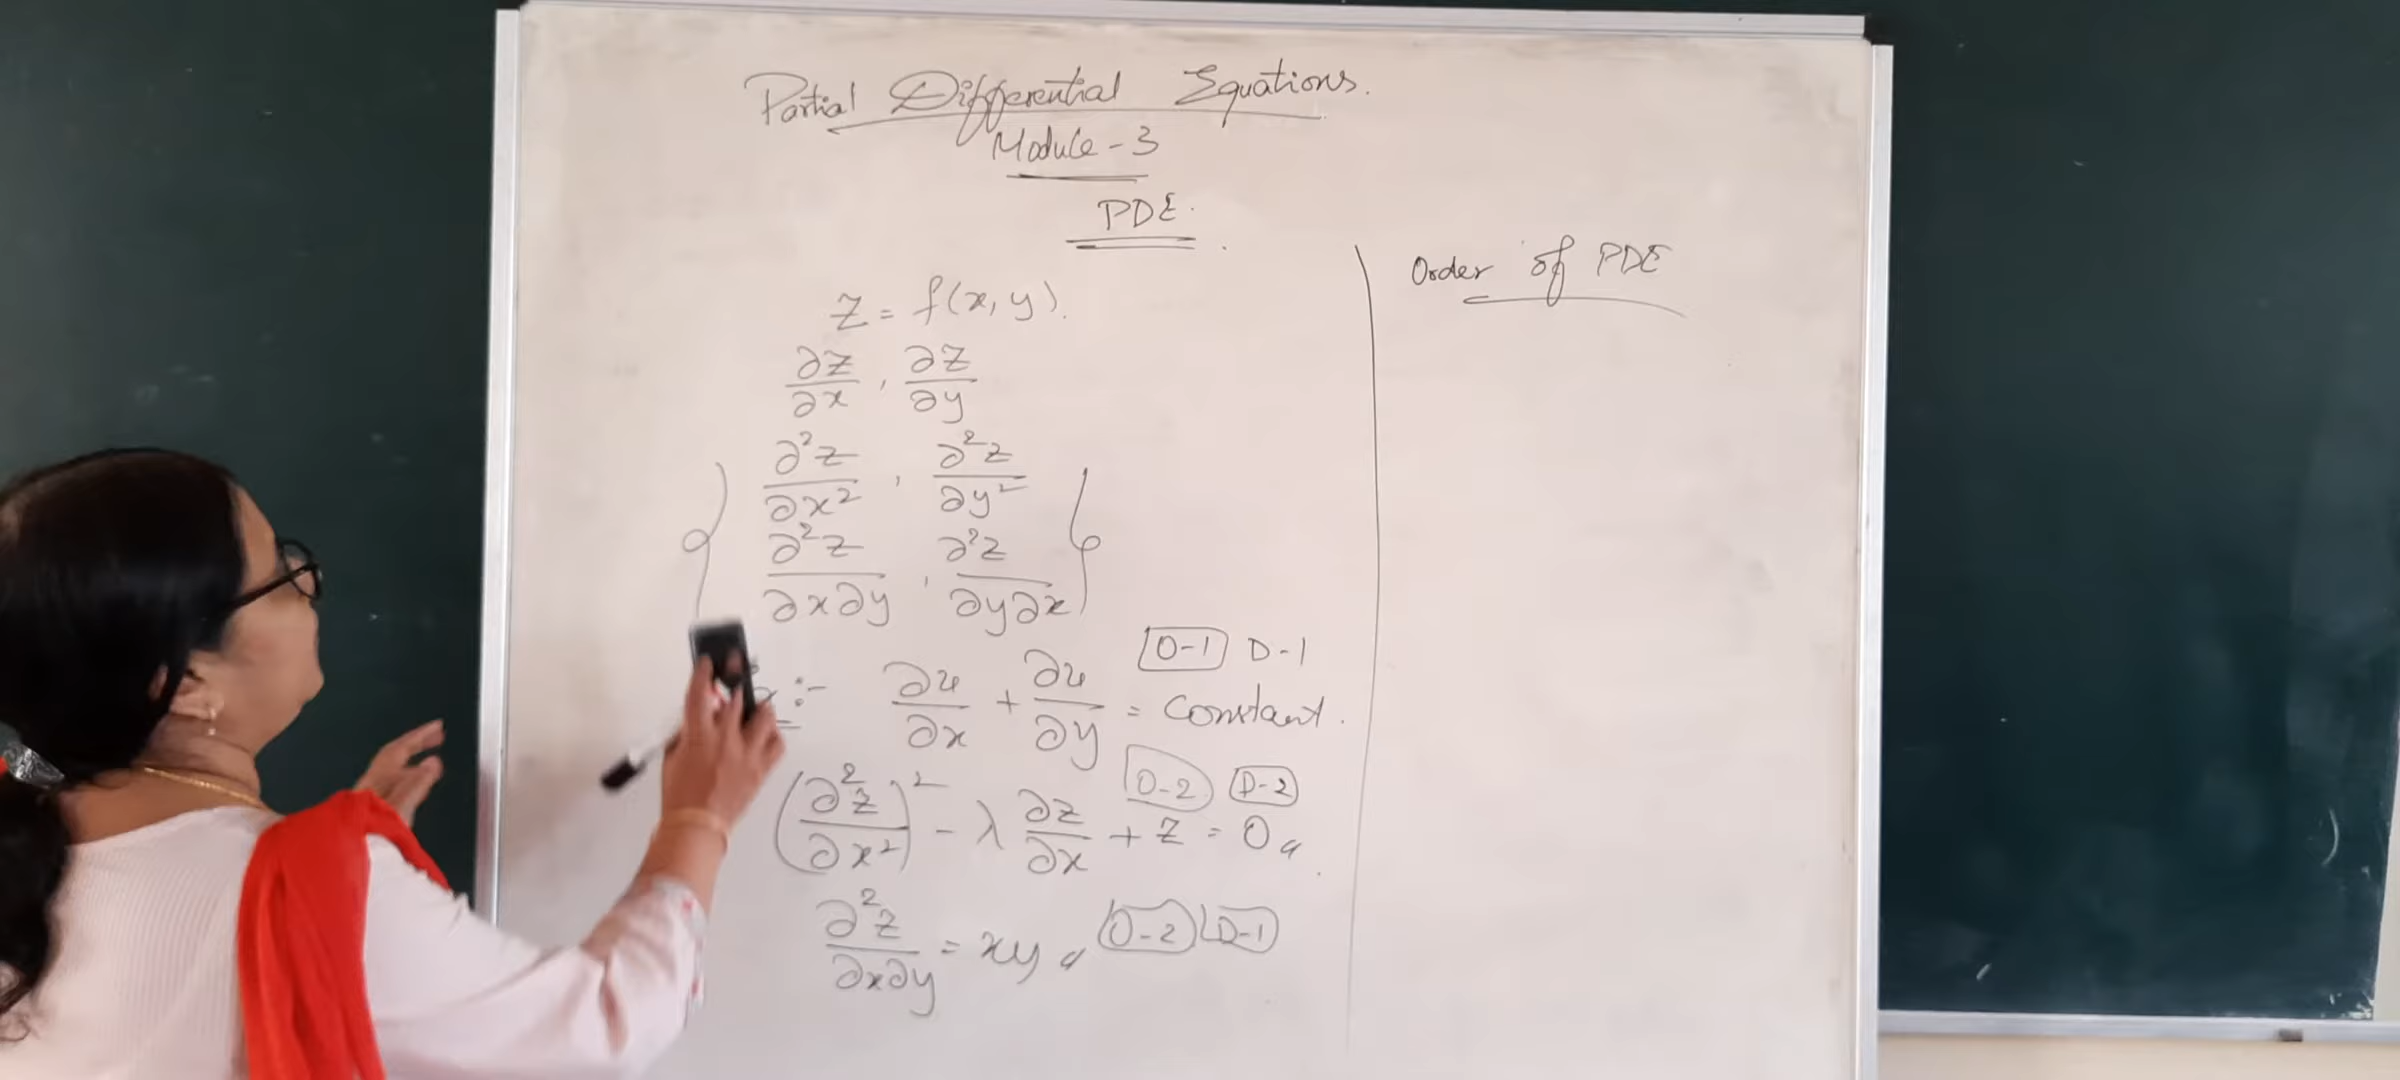 Partial Differential Equations.
Module - 3
PDE.
Z = f(x, y).
∂z/∂x , ∂z/∂y
∂²z/∂x² , ∂²z/∂y²
∂²z/∂x∂y , ∂²z/∂y∂x
O-1 D-1
:- ∂u/∂x + ∂u/∂y = Constant.
O-2 D-2
(∂²z/∂x²)² - λ ∂z/∂x + z = 0
∂²z/∂x∂y = xy O-2 D-1
Order of PDE